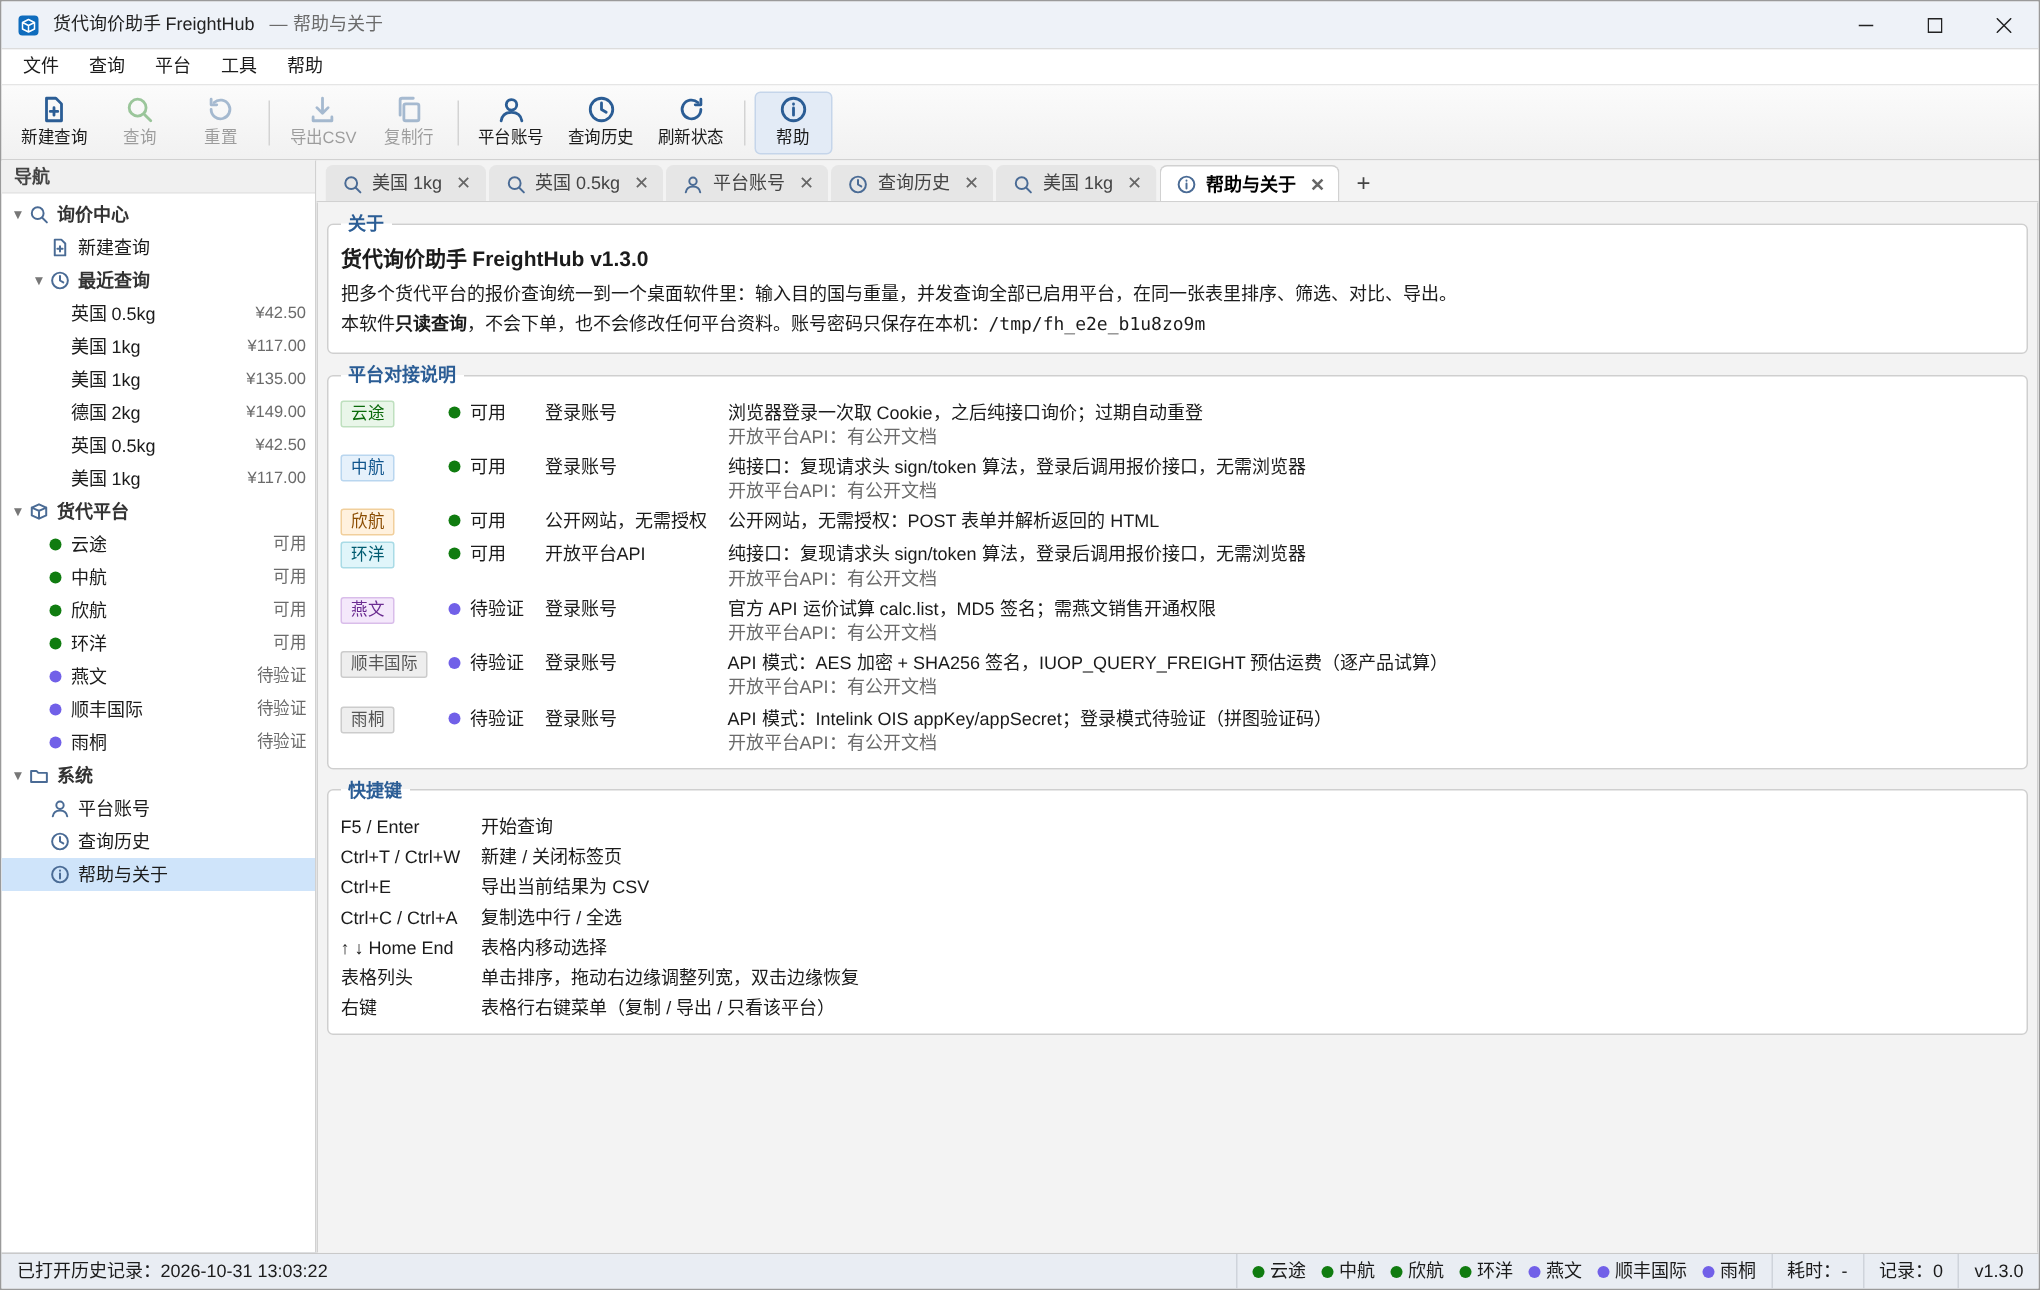 货代询价助手 FreightHub — 帮助与关于
文件 查询 平台 工具 帮助
新建查询 查询 重置 导出CSV 复制行 平台账号 查询历史 刷新状态 帮助
导航
美国 1kg ✕ 英国 0.5kg ✕ 平台账号 ✕ 查询历史 ✕ 美国 1kg ✕ 帮助与关于 ✕ +
询价中心
新建查询
最近查询
英国 0.5kg ¥42.50
美国 1kg ¥117.00
美国 1kg ¥135.00
德国 2kg ¥149.00
英国 0.5kg ¥42.50
美国 1kg ¥117.00
货代平台
云途 可用
中航 可用
欣航 可用
环洋 可用
燕文 待验证
顺丰国际 待验证
雨桐 待验证
系统
平台账号
查询历史
帮助与关于
关于
货代询价助手 FreightHub v1.3.0
把多个货代平台的报价查询统一到一个桌面软件里：输入目的国与重量，并发查询全部已启用平台，在同一张表里排序、筛选、对比、导出。
本软件只读查询，不会下单，也不会修改任何平台资料。账号密码只保存在本机：/tmp/fh_e2e_b1u8zo9m
平台对接说明
云途 可用 登录账号 浏览器登录一次取 Cookie，之后纯接口询价；过期自动重登
开放平台API：有公开文档
中航 可用 登录账号 纯接口：复现请求头 sign/token 算法，登录后调用报价接口，无需浏览器
开放平台API：有公开文档
欣航 可用 公开网站，无需授权 公开网站，无需授权：POST 表单并解析返回的 HTML
环洋 可用 开放平台API 纯接口：复现请求头 sign/token 算法，登录后调用报价接口，无需浏览器
开放平台API：有公开文档
燕文 待验证 登录账号 官方 API 运价试算 calc.list，MD5 签名；需燕文销售开通权限
开放平台API：有公开文档
顺丰国际 待验证 登录账号 API 模式：AES 加密 + SHA256 签名，IUOP_QUERY_FREIGHT 预估运费（逐产品试算）
开放平台API：有公开文档
雨桐 待验证 登录账号 API 模式：Intelink OIS appKey/appSecret；登录模式待验证（拼图验证码）
开放平台API：有公开文档
快捷键
F5 / Enter 开始查询
Ctrl+T / Ctrl+W 新建 / 关闭标签页
Ctrl+E 导出当前结果为 CSV
Ctrl+C / Ctrl+A 复制选中行 / 全选
↑ ↓ Home End 表格内移动选择
表格列头 单击排序，拖动右边缘调整列宽，双击边缘恢复
右键 表格行右键菜单（复制 / 导出 / 只看该平台）
已打开历史记录：2026-10-31 13:03:22 云途 中航 欣航 环洋 燕文 顺丰国际 雨桐 耗时：- 记录：0 v1.3.0